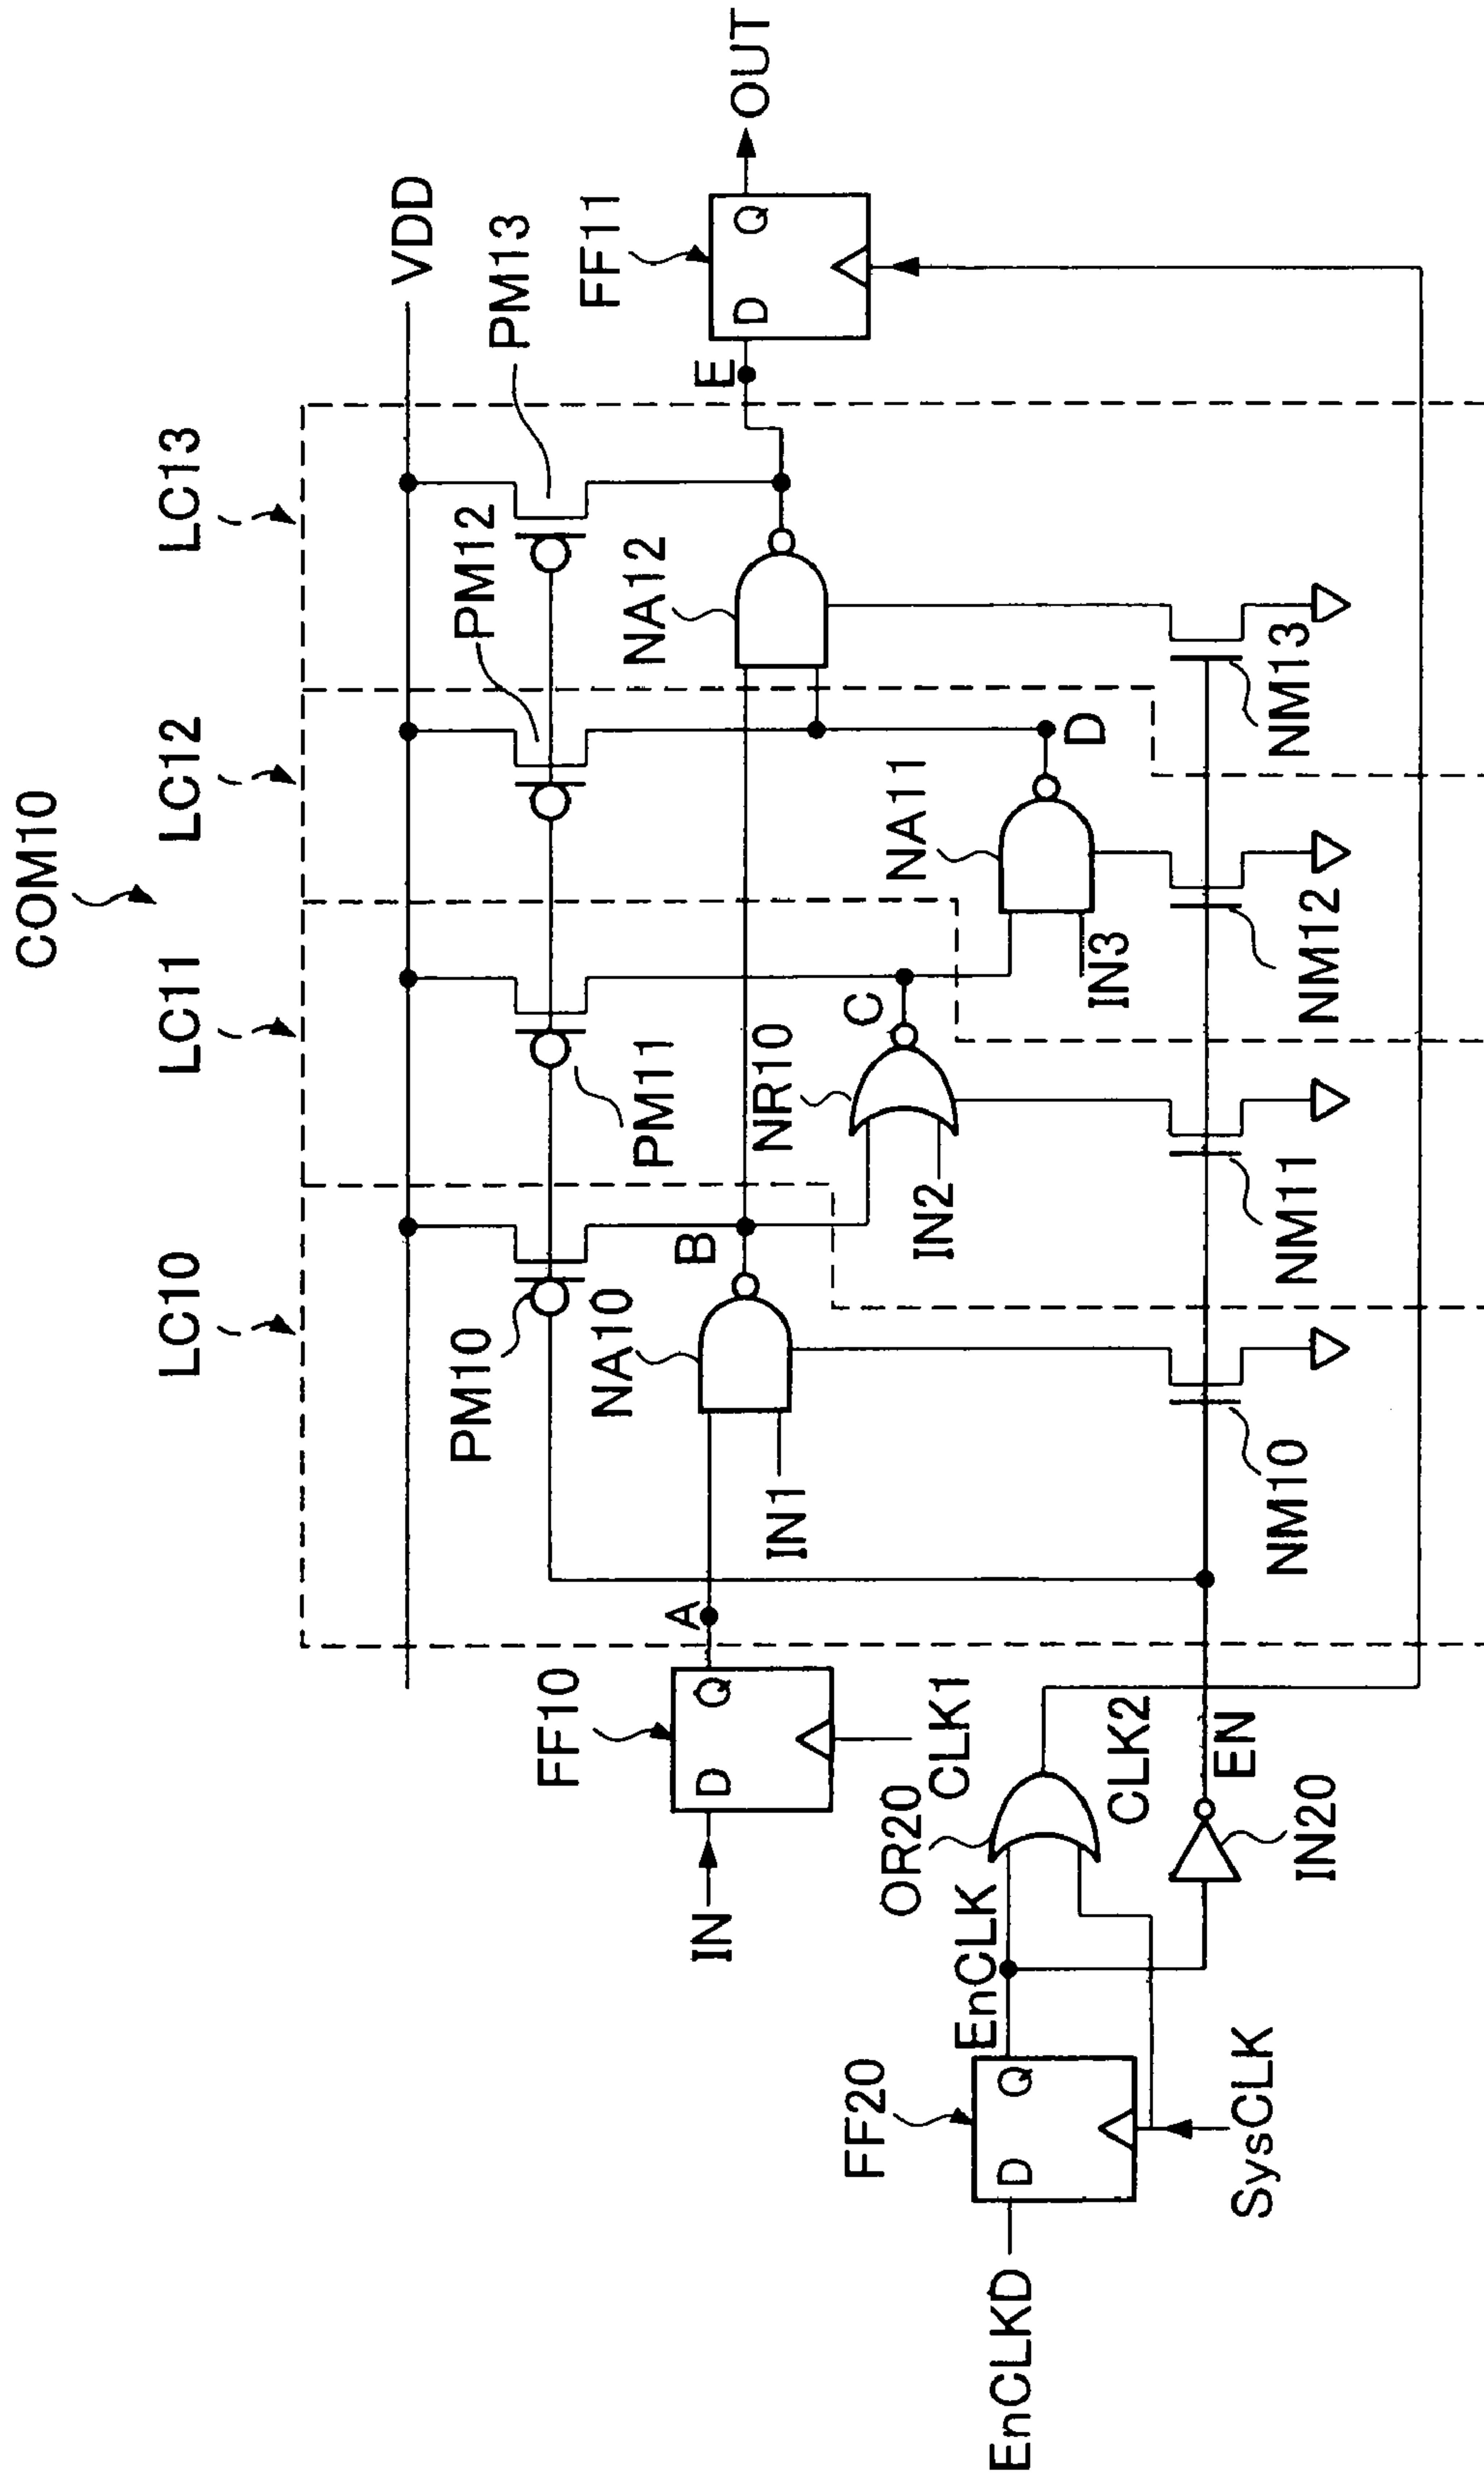 COM10
LC10
LC11
LC12
LC13
VDD
PM10
PM11
PM12
PM13
FF10
IN
D
Q
A
CLK1
NA10
IN1
B
NR10
IN2
C
NA11
IN3
D
NA12
E
FF11
D
Q
OUT
EnCLKD
FF20
D
Q
SysCLK
EnCLK
OR20
CLK2
IN20
EN
NM10
NM11
NM12
NM13